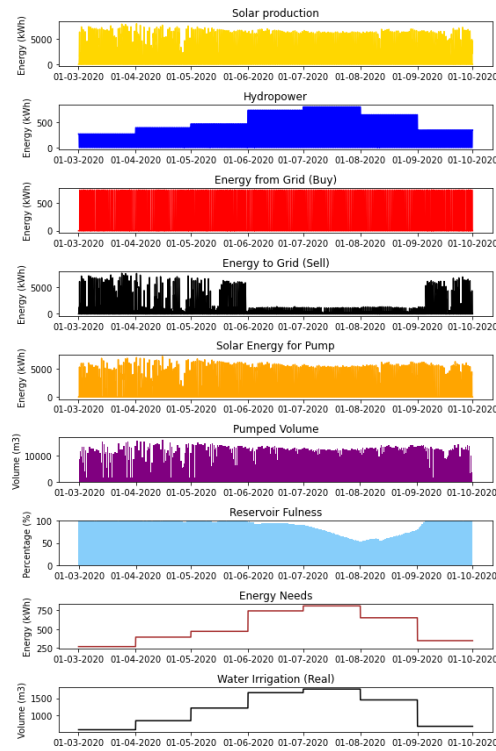 Solar production
Energy (kWh)
5000
0
01-03-2020 01-04-2020 01-05-2020 01-06-2020 01-07-2020 01-08-2020 01-09-2020 01-10-2020
Hydropower
Energy (kWh)
500
0
01-03-2020 01-04-2020 01-05-2020 01-06-2020 01-07-2020 01-08-2020 01-09-2020 01-10-2020
Energy from Grid (Buy)
Energy (kWh)
500
0
01-03-2020 01-04-2020 01-05-2020 01-06-2020 01-07-2020 01-08-2020 01-09-2020 01-10-2020
Energy to Grid (Sell)
Energy (kWh)
5000
0
01-03-2020 01-04-2020 01-05-2020 01-06-2020 01-07-2020 01-08-2020 01-09-2020 01-10-2020
Solar Energy for Pump
Energy (kWh)
5000
0
01-03-2020 01-04-2020 01-05-2020 01-06-2020 01-07-2020 01-08-2020 01-09-2020 01-10-2020
Pumped Volume
Volume (m3)
10000
0
01-03-2020 01-04-2020 01-05-2020 01-06-2020 01-07-2020 01-08-2020 01-09-2020 01-10-2020
Reservoir Fulness
Percentage (%)
100
50
0
01-03-2020 01-04-2020 01-05-2020 01-06-2020 01-07-2020 01-08-2020 01-09-2020 01-10-2020
Energy Needs
Energy (kWh)
750
500
250
01-03-2020 01-04-2020 01-05-2020 01-06-2020 01-07-2020 01-08-2020 01-09-2020 01-10-2020
Water Irrigation (Real)
Volume (m3)
1500
1000
01-03-2020 01-04-2020 01-05-2020 01-06-2020 01-07-2020 01-08-2020 01-09-2020 01-10-2020